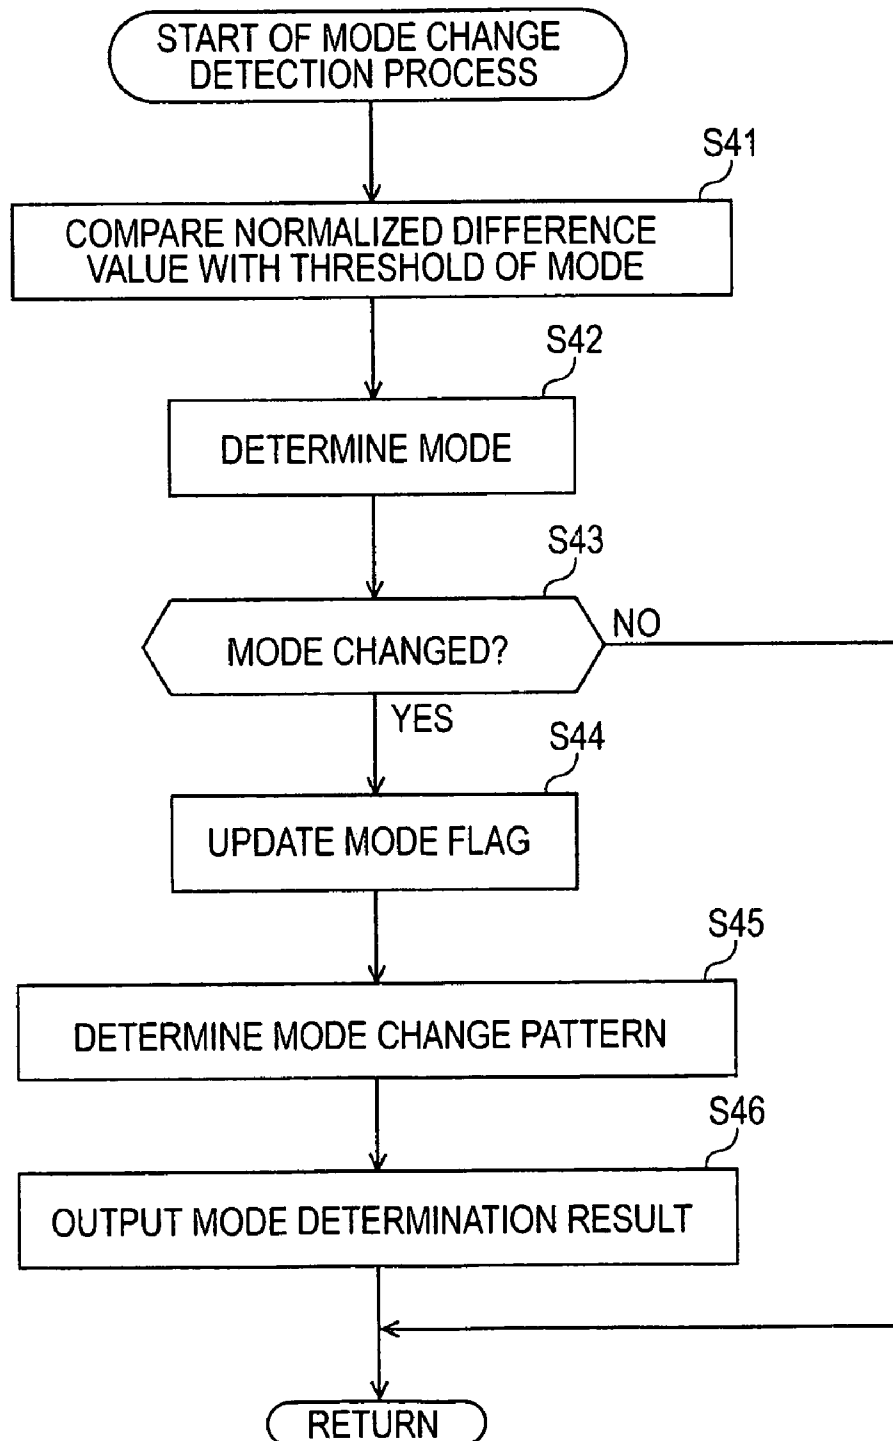 START OF MODE CHANGE
DETECTION PROCESS
S41
COMPARE NORMALIZED DIFFERENCE
VALUE WITH THRESHOLD OF MODE
S42
DETERMINE MODE
S43
MODE CHANGED?
NO
YES
S44
UPDATE MODE FLAG
S45
DETERMINE MODE CHANGE PATTERN
S46
OUTPUT MODE DETERMINATION RESULT
RETURN